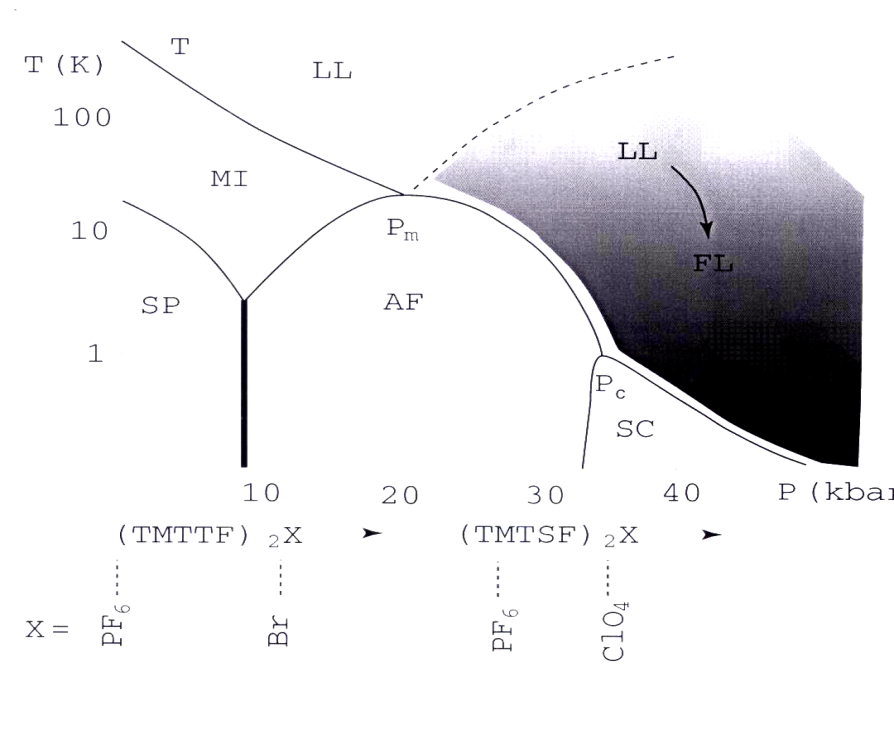 T
T (K)
LL
100
LL
MI
10
Pm
FL
SP
AF
1
Pc
SC
10 20 30 40 P (kbar
(TMTTF) ₂X (TMTSF) ₂X
X = PF₆ Br PF₆ ClO₄